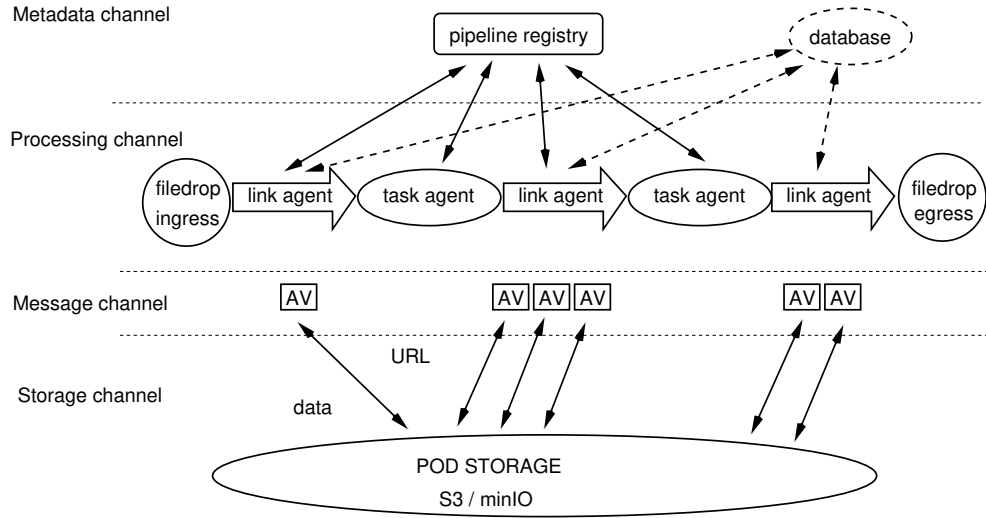 Metadata channel
pipeline registry
database
Processing channel
filedrop
ingress
link agent
task agent
link agent
task agent
link agent
filedrop
egress
Message channel
AV
AV AV AV
AV AV
URL
Storage channel
data
POD STORAGE
S3 / minIO